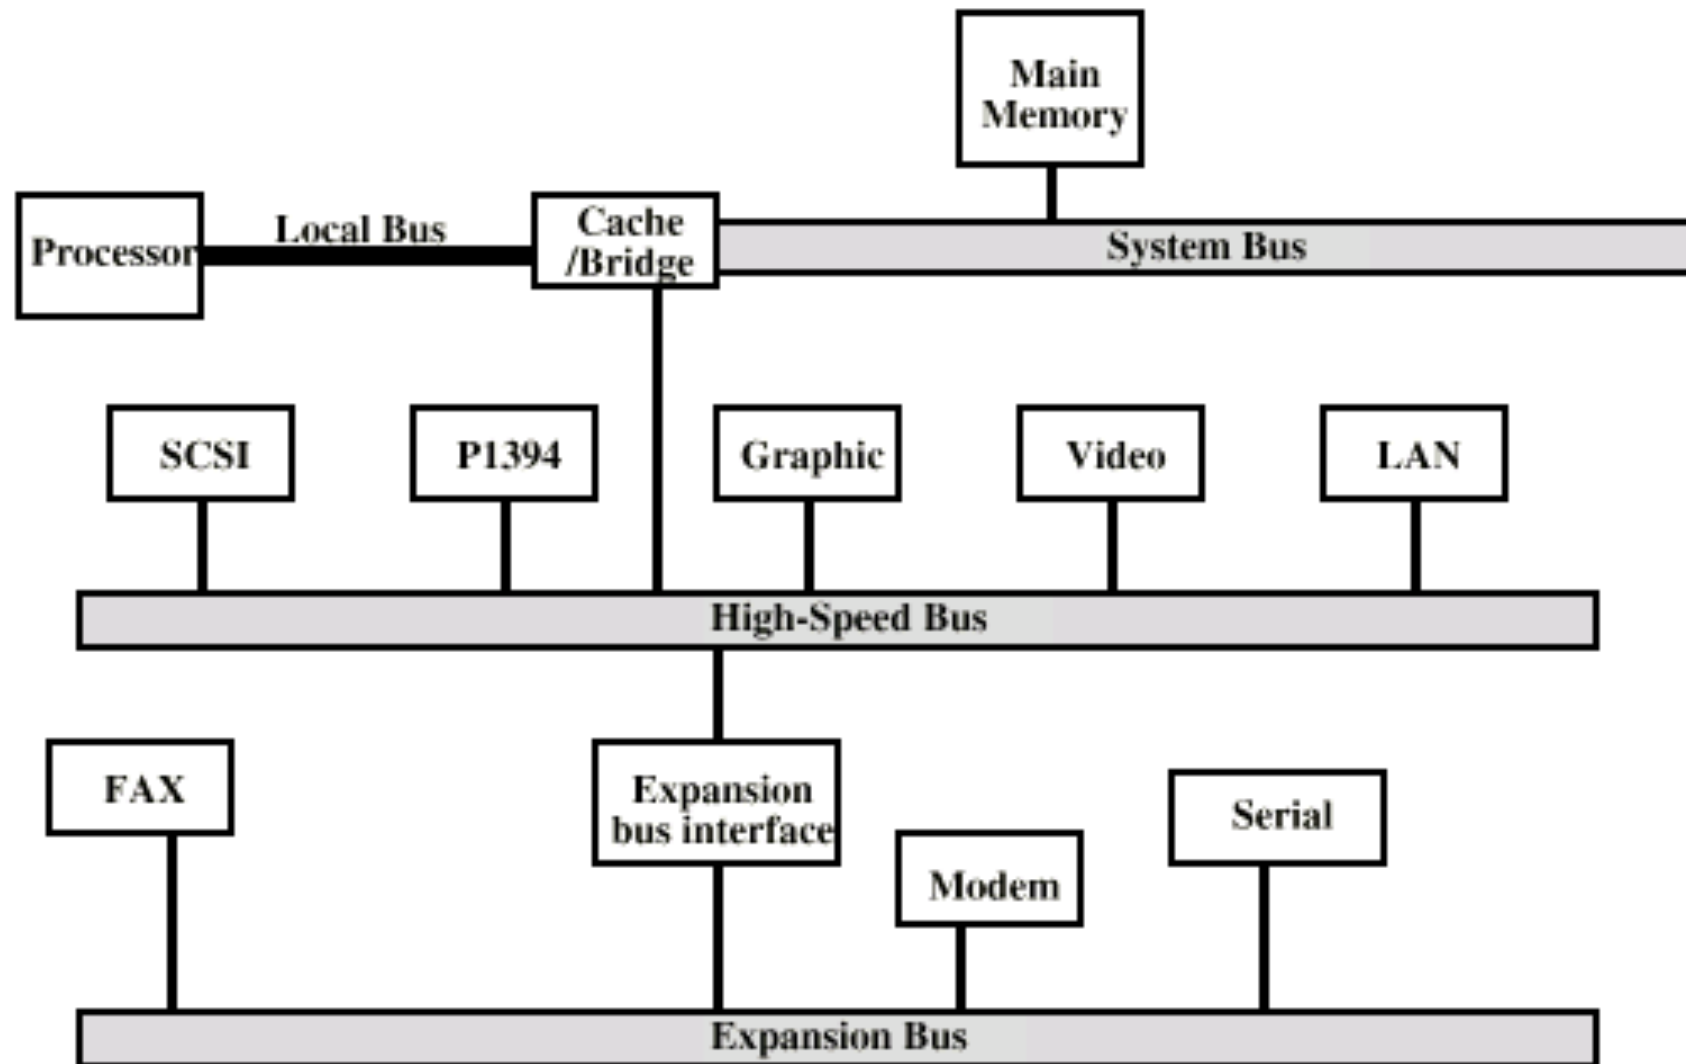 Main
Memory
Processor
Local Bus
Cache
/Bridge
System Bus
SCSI
P1394
Graphic
Video
LAN
High-Speed Bus
FAX
Expansion
bus interface
Modem
Serial
Expansion Bus